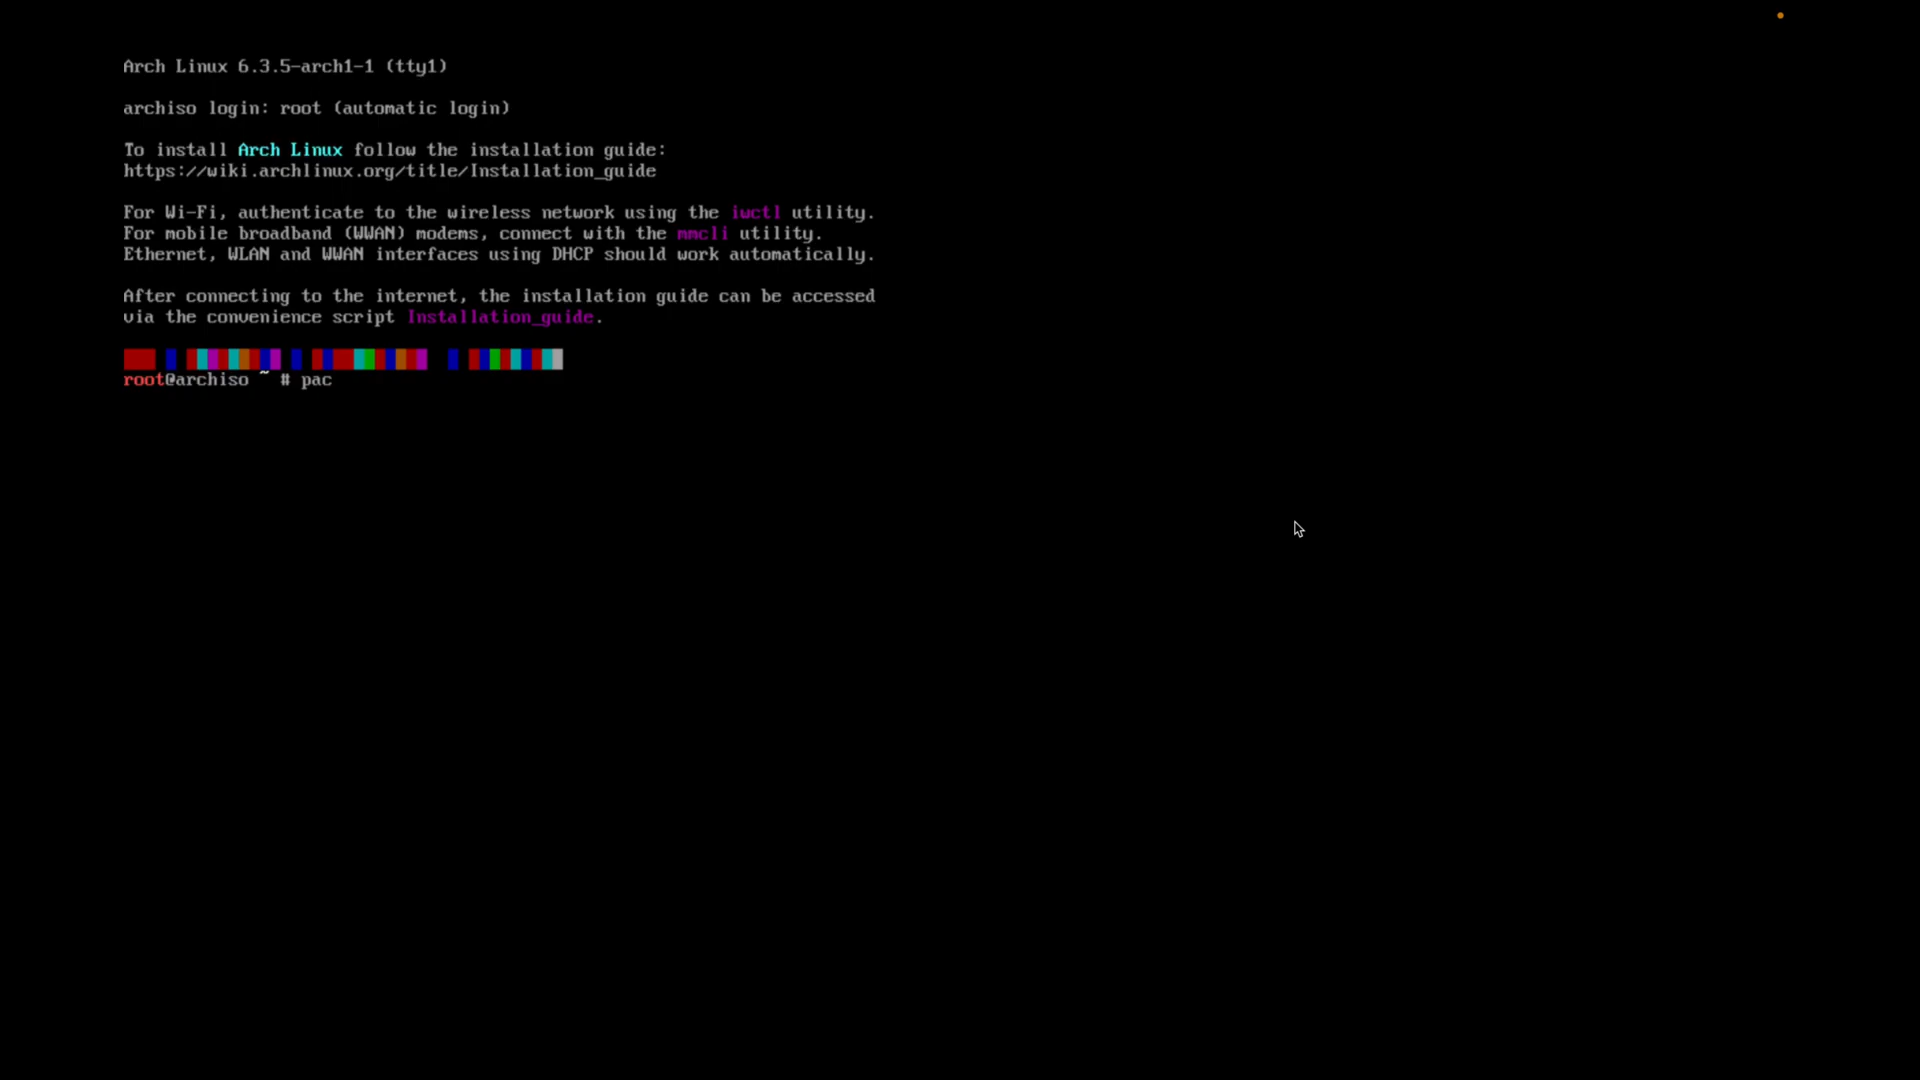 Arch Linux 6.3.5-arch1-1 (tty1)
archiso login: root (automatic login)
To install Arch Linux follow the installation guide:
https://wiki.archlinux.org/title/Installation_guide
For Wi-Fi, authenticate to the wireless network using the iwctl utility.
For mobile broadband (WWAN) modems, connect with the mmcli utility.
Ethernet, WLAN and WWAN interfaces using DHCP should work automatically.
After connecting to the internet, the installation guide can be accessed
via the convenience script Installation_guide.
root@archiso ~ # pac